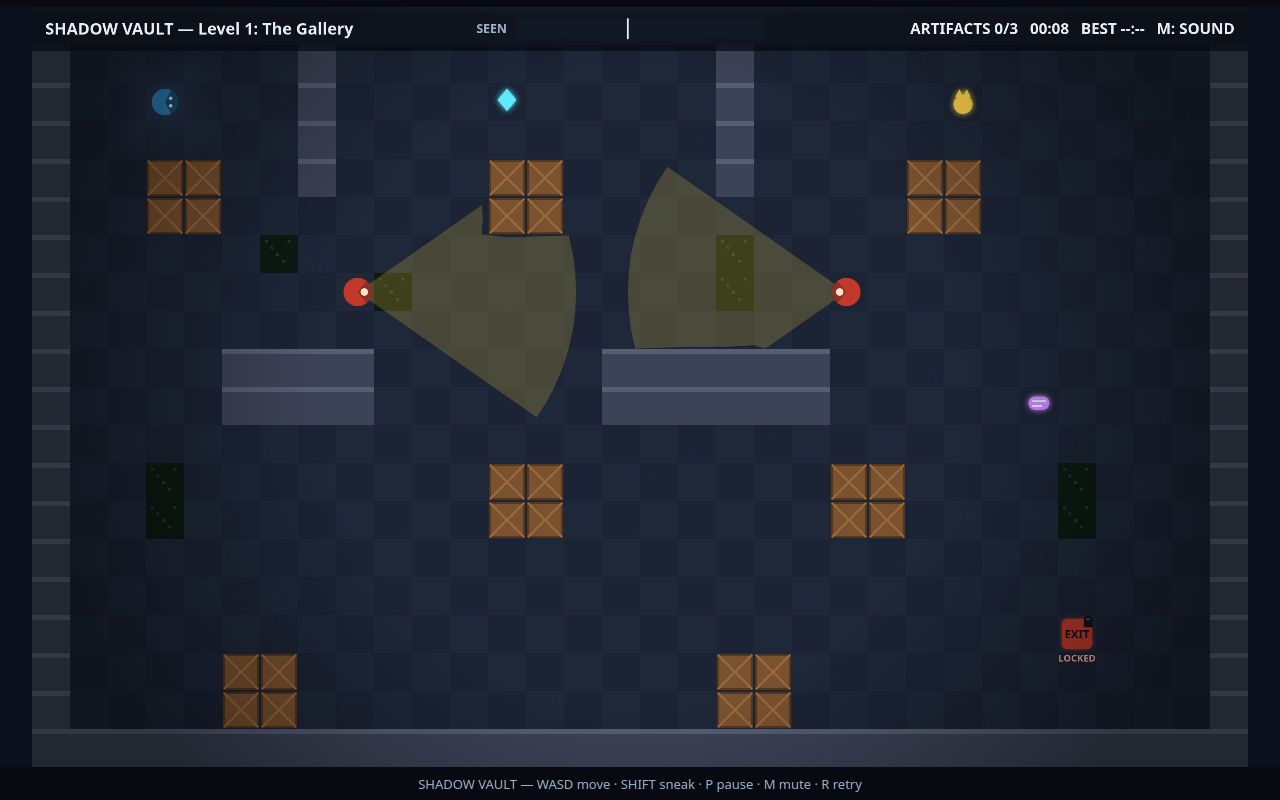 SHADOW VAULT — Level 1: The Gallery
SEEN
ARTIFACTS 0/3 00:08 BEST --:-- M: SOUND
EXIT
LOCKED
SHADOW VAULT — WASD move · SHIFT sneak · P pause · M mute · R retry